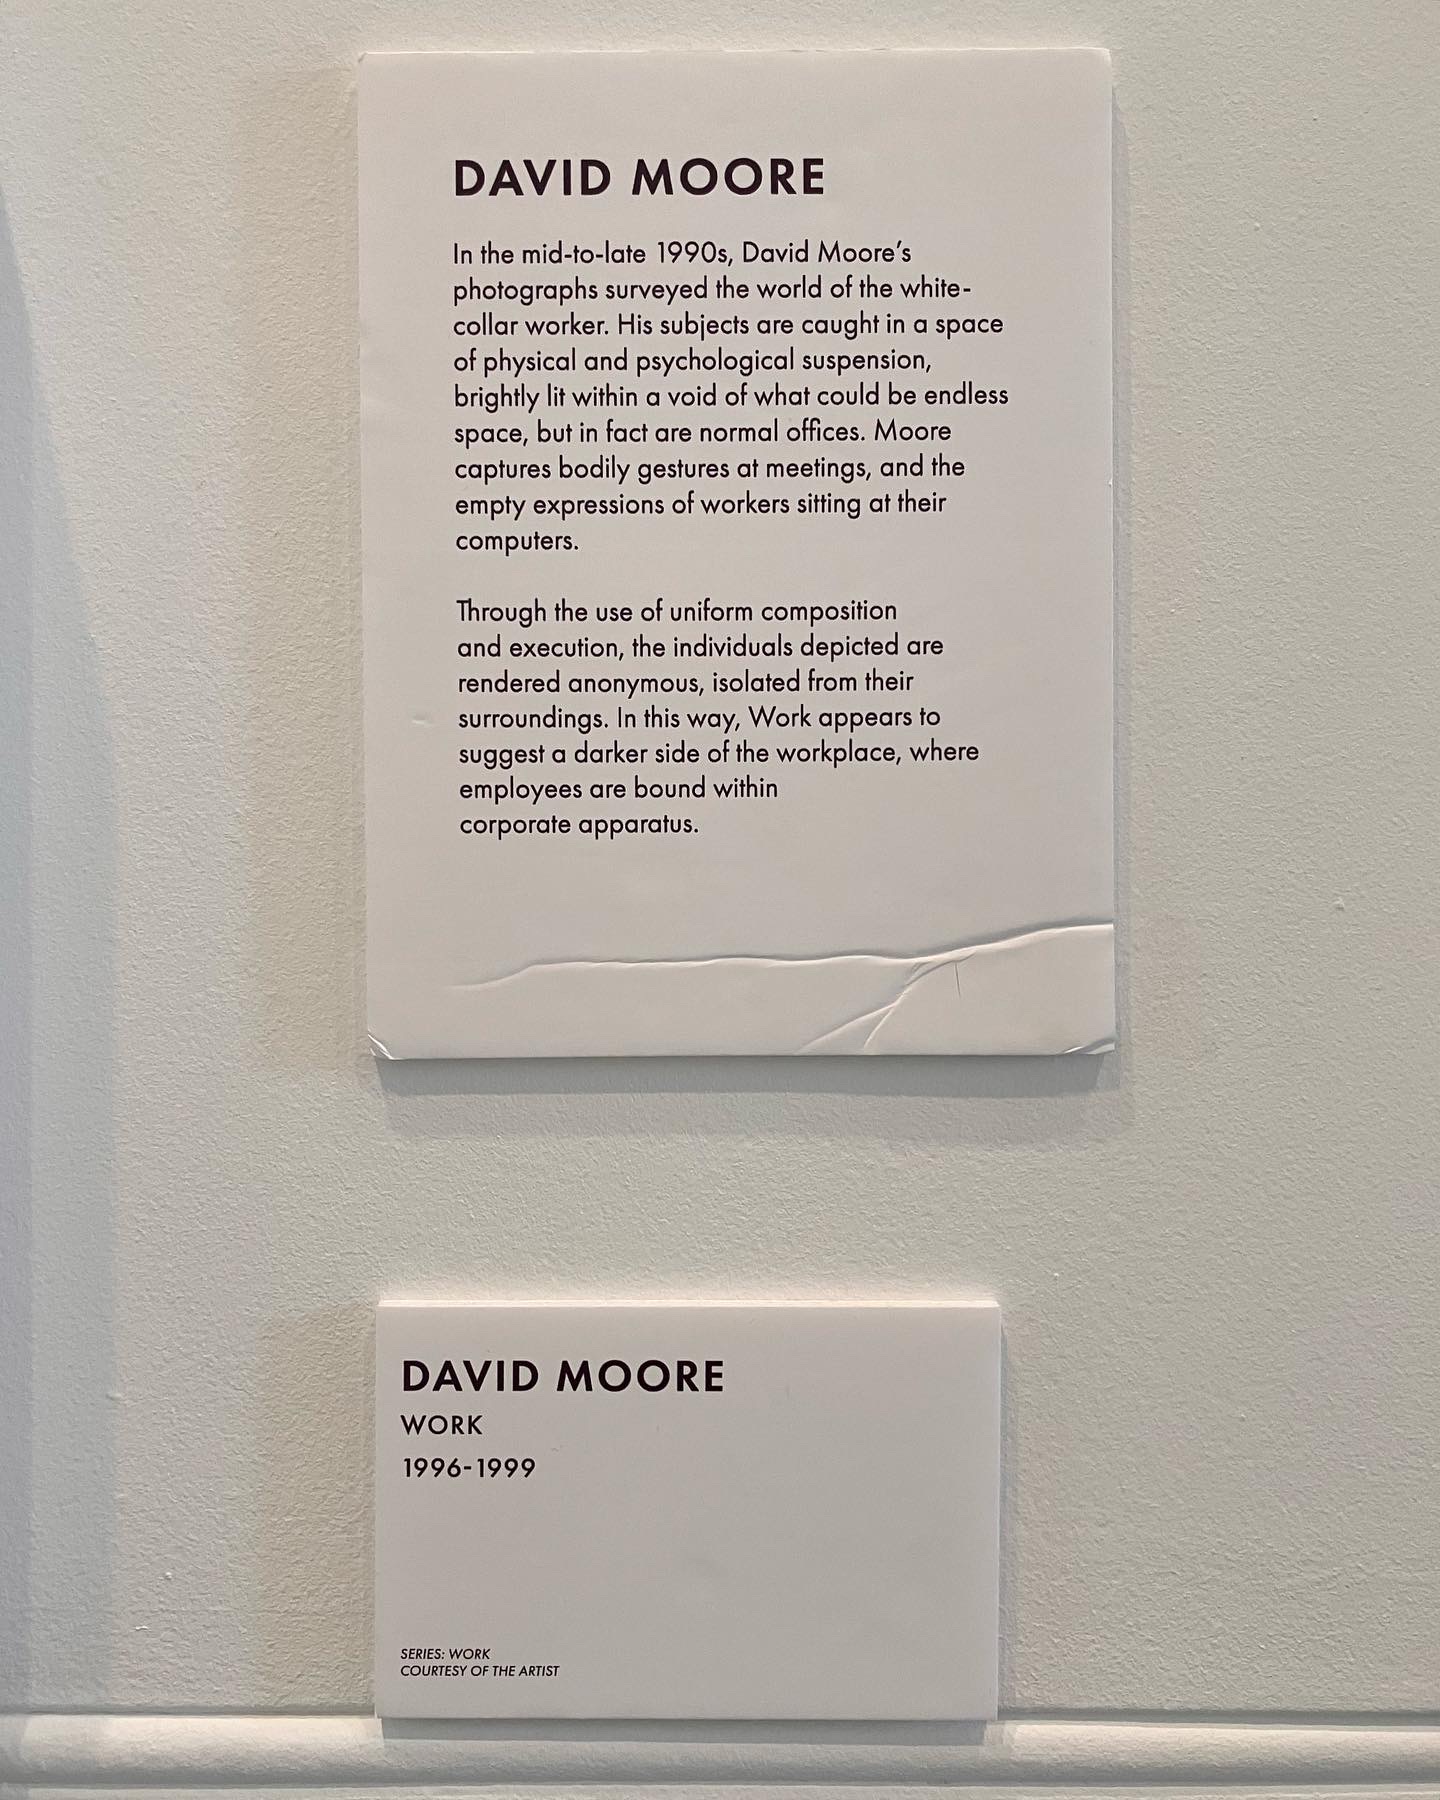 DAVID MOORE
In the mid-to-late 1990s, David Moore’s
photographs surveyed the world of the white-
collar worker. His subjects are caught in a space
of physical and psychological suspension,
brightly lit within a void of what could be endless
space, but in fact are normal offices. Moore
captures bodily gestures at meetings, and the
empty expressions of workers sitting at their
computers.
Through the use of uniform composition
and execution, the individuals depicted are
rendered anonymous, isolated from their
surroundings. In this way, Work appears to
suggest a darker side of the workplace, where
employees are bound within
corporate apparatus.
DAVID MOORE
WORK
1996-1999
SERIES: WORK
COURTESY OF THE ARTIST